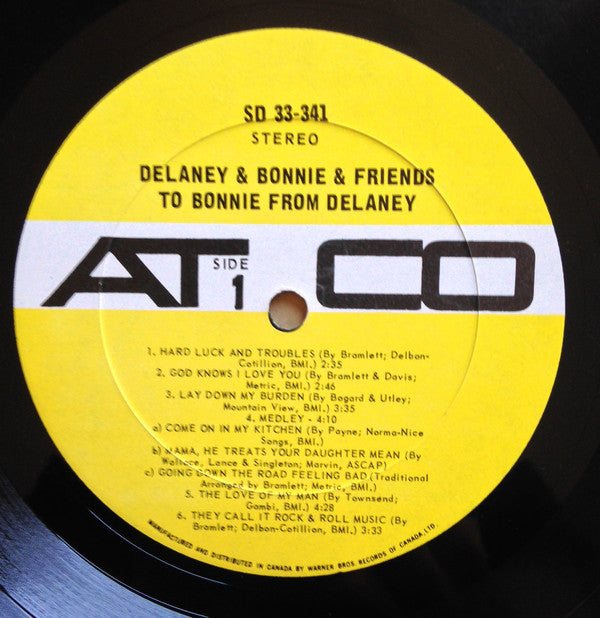 SD 33-341
STEREO
DELANEY & BONNIE & FRIENDS
TO BONNIE FROM DELANEY
ATCO
SIDE
1
1. HARD LUCK AND TROUBLES (By Bramlett; Delbon-
Cotillion, BMI.) 2:35
2. GOD KNOWS I LOVE YOU (By Bramlett & Davis;
Metric, BMI.) 2:46
3. LAY DOWN MY BURDEN (By Bogard & Utley;
Mountain View, BMI.) 3:35
4. MEDLEY - 4:10
a) COME ON IN MY KITCHEN (By Payne; Norma-Nice
Songs, BMI.)
b) MAMA, HE TREATS YOUR DAUGHTER MEAN (By
Wallace, Lance & Singleton; Marvin, ASCAP)
c) GOING DOWN THE ROAD FEELING BAD (Traditional
Arranged by Bramlett; Metric, BMI.)
5. THE LOVE OF MY MAN (By Townsend;
Gambi, BMI.) 4:28
6. THEY CALL IT ROCK & ROLL MUSIC (By
Bramlett; Delbon-Cotillion, BMI.) 3:33
MANUFACTURED AND DISTRIBUTED IN CANADA BY WARNER BROS. RECORDS OF CANADA, LTD.